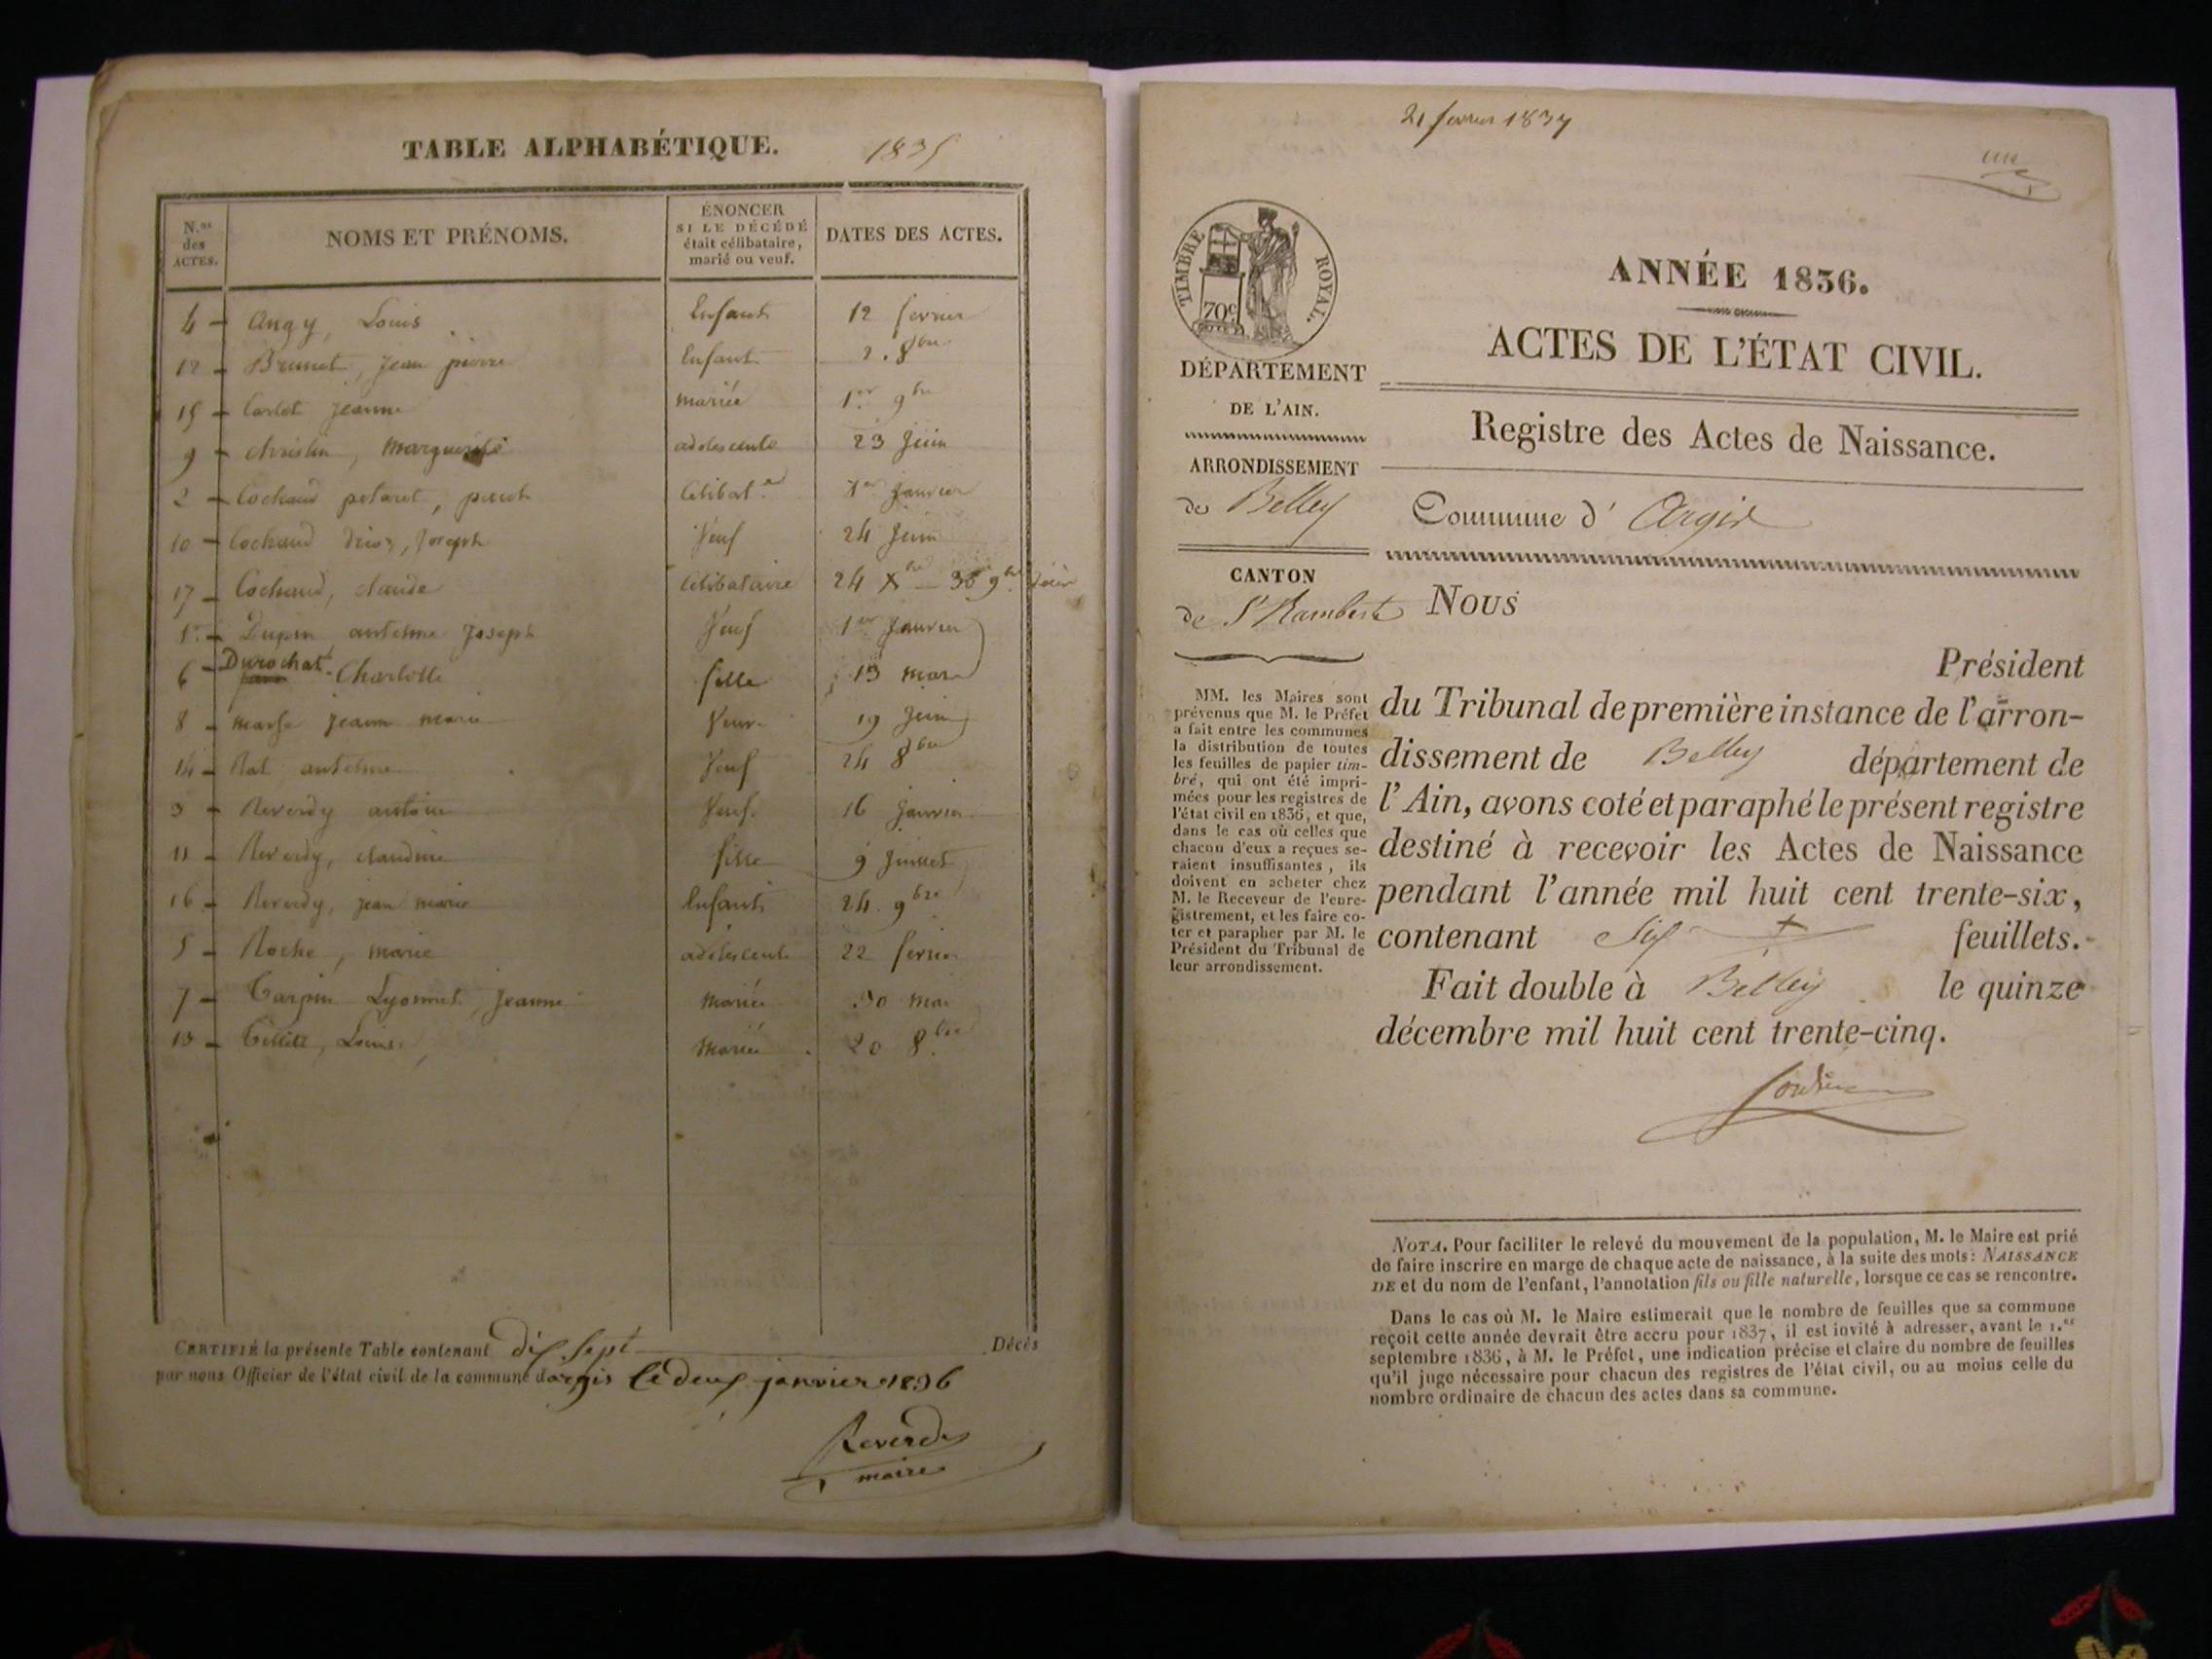 TABLE ALPHABÉTIQUE. 1835
N.os des ACTES.
NOMS ET PRÉNOMS.
ÉNONCER
SI LE DÉCÉDÉ
était célibataire,
marié ou veuf.
DATES DES ACTES.
4 Louis Enfant 12 fevrier
12 Brunet, jean pierre Enfant 2. 8bre
15 jeanne mariée 1er 9bre
9 christin, marguerite adolescente 23 juin
2 Cochaud Célibat.re 1er janvier
10 Cochaud joseph Veuf 24 juin
17 Cochaud, claude Célibataire 24 Xbre
1er Dupin antelme joseph Veuf 1er janvier
6 Durochat Charlotte fille 13 mars
8 jeanne marie Veuve 19 juin
14 Rat antelme Veuf 24 8bre
3 Reverdy antoine Veuf 16 janvier
11 Reverdy, claudine fille 9 juillet
16 Reverdy, jean marie Enfant 24. 9bre
5 Roche, marie adolescente 22 fevrier
7 Carpin Lyonnet, jeanne mariée 30 mai
13 Louis Marié 20 8bre
CERTIFIÉ la présente Table contenant dix sept Décès
par nous Officier de l'état civil de la commune dargis le deux janvier 1836
Reverdy
maire
21 fevrier 1837
un
TIMBRE ROYAL.
70c
DÉPARTEMENT
DE L'AIN.
ARRONDISSEMENT
de Belley
CANTON
de St Rambert
MM. les Maires sont
prévenus que M. le Préfet
a fait entre les communes
la distribution de toutes
les feuilles de papier tim-
bré, qui ont été impri-
mées pour les registres de
l'état civil en 1836, et que,
dans le cas où celles que
chacun d'eux a reçues se-
raient insuffisantes, ils
doivent en acheter chez
M. le Receveur de l'enre-
gistrement, et les faire co-
ter et parapher par M. le
Président du Tribunal de
leur arrondissement.
ANNÉE 1836.
ACTES DE L'ÉTAT CIVIL.
Registre des Actes de Naissance.
Commune d' Argis
Nous
Président
du Tribunal de première instance de l'arron-
dissement de Belley département de
l'Ain, avons coté et paraphé le présent registre
destiné à recevoir les Actes de Naissance
pendant l'année mil huit cent trente-six,
contenant Six feuillets.
Fait double à Belley le quinze
décembre mil huit cent trente-cinq.
NOTA. Pour faciliter le relevé du mouvement de la population, M. le Maire est prié
de faire inscrire en marge de chaque acte de naissance, à la suite des mots: NAISSANCE
DE et du nom de l'enfant, l'annotation fils ou fille naturelle, lorsque ce cas se rencontre.
Dans le cas où M. le Maire estimerait que le nombre de feuilles que sa commune
reçoit cette année devrait être accru pour 1837, il est invité à adresser, avant le 1.er
septembre 1836, à M. le Préfet, une indication précise et claire du nombre de feuilles
qu'il juge nécessaire pour chacun des registres de l'état civil, ou au moins celle du
nombre ordinaire de chacun des actes dans sa commune.